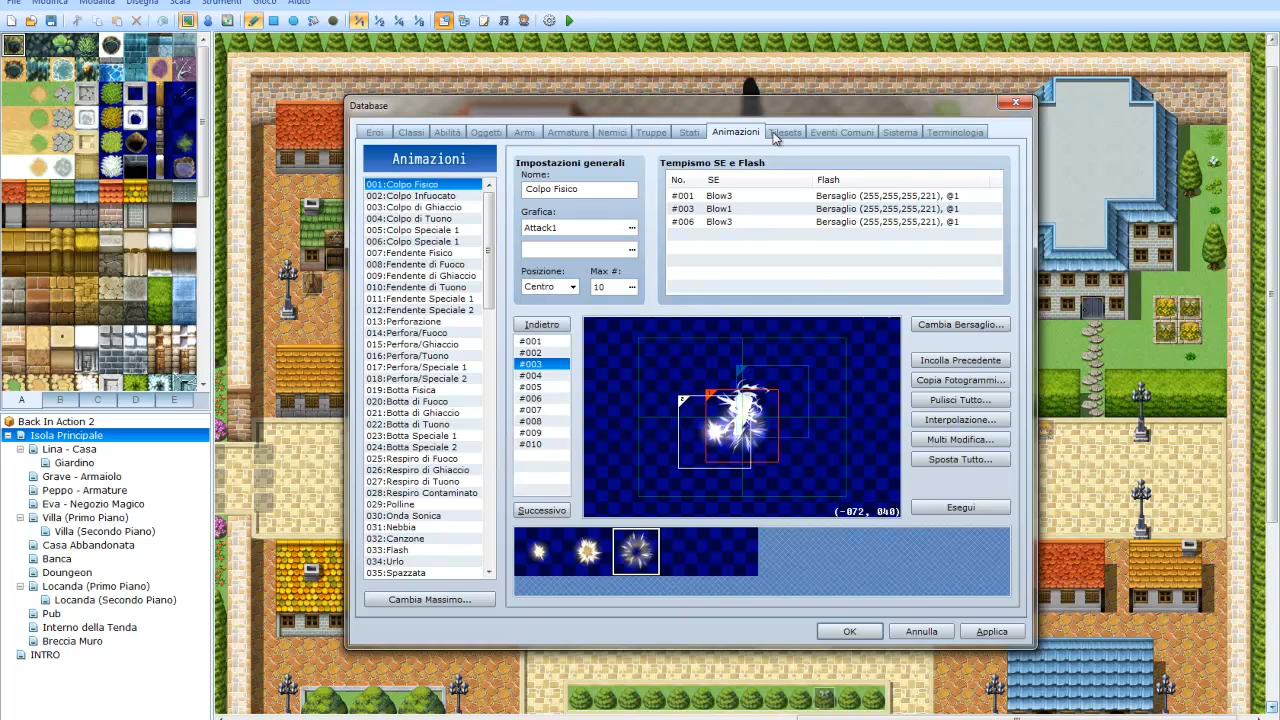 File Modifica Modalità Disegna Scala Strumenti Gioco Aiuto
Database
Eroi Classi Abilità Oggetti Armi Armature Nemici Truppe Stati Animazioni Tilesets Eventi Comuni Sistema Terminologia
Animazioni
001:Colpo Fisico
002:Colpo Infuocato
003:Colpo di Ghiaccio
004:Colpo di Tuono
005:Colpo Speciale 1
006:Colpo Speciale 1
007:Fendente Fisico
008:Fendente di Fuoco
009:Fendente di Ghiaccio
010:Fendente di Tuono
011:Fendente Speciale 1
012:Fendente Speciale 2
013:Perforazione
014:Perfora/Fuoco
015:Perfora/Ghiaccio
016:Perfora/Tuono
017:Perfora/Speciale 1
018:Perfora/Speciale 2
019:Botta Fisica
020:Botta di Fuoco
021:Botta di Ghiaccio
022:Botta di Tuono
023:Botta Speciale 1
024:Botta Speciale 2
025:Respiro di Fuoco
026:Respiro di Ghiaccio
027:Respiro di Tuono
028:Respiro Contaminato
029:Polline
030:Onda Sonica
031:Nebbia
032:Canzone
033:Flash
034:Urlo
035:Spazzata
Cambia Massimo...
Impostazioni generali
Nome:
Colpo Fisico
Grafica:
Attack1
Posizione: Max #:
Centro 10
Tempismo SE e Flash
No. SE Flash
#001 Blow1 Bersaglio (255,255,255,221), @1
#003 Blow1 Bersaglio (255,255,255,221), @1
#006 Blow3 Bersaglio (255,255,255,221), @1
Indietro
#001
#002
#003
#004
#005
#006
#007
#008
#009
#010
Successivo
(-072, 040)
Cambia Bersaglio...
Incolla Precedente
Copia Fotogrammi...
Pulisci Tutto...
Interpolazione...
Multi Modifica...
Sposta Tutto...
Esegui
OK Annulla Applica
A B C D E
Back In Action 2
Isola Principale
Lina - Casa
Giardino
Grave - Armaiolo
Peppo - Armature
Eva - Negozio Magico
Villa (Primo Piano)
Villa (Secondo Piano)
Casa Abbandonata
Banca
Doungeon
Locanda (Primo Piano)
Locanda (Secondo Piano)
Pub
Interno della Tenda
Breccia Muro
INTRO